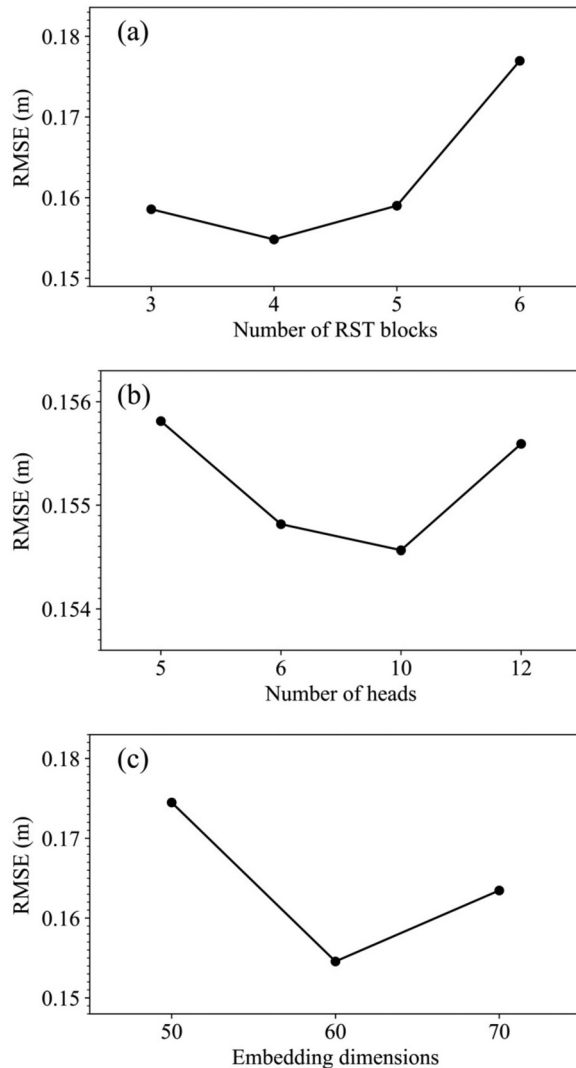 (a)
RMSE (m)
0.18
0.17
0.16
0.15
3 4 5 6
Number of RST blocks
(b)
RMSE (m)
0.156
0.155
0.154
5 6 10 12
Number of heads
(c)
RMSE (m)
0.18
0.17
0.16
0.15
50 60 70
Embedding dimensions